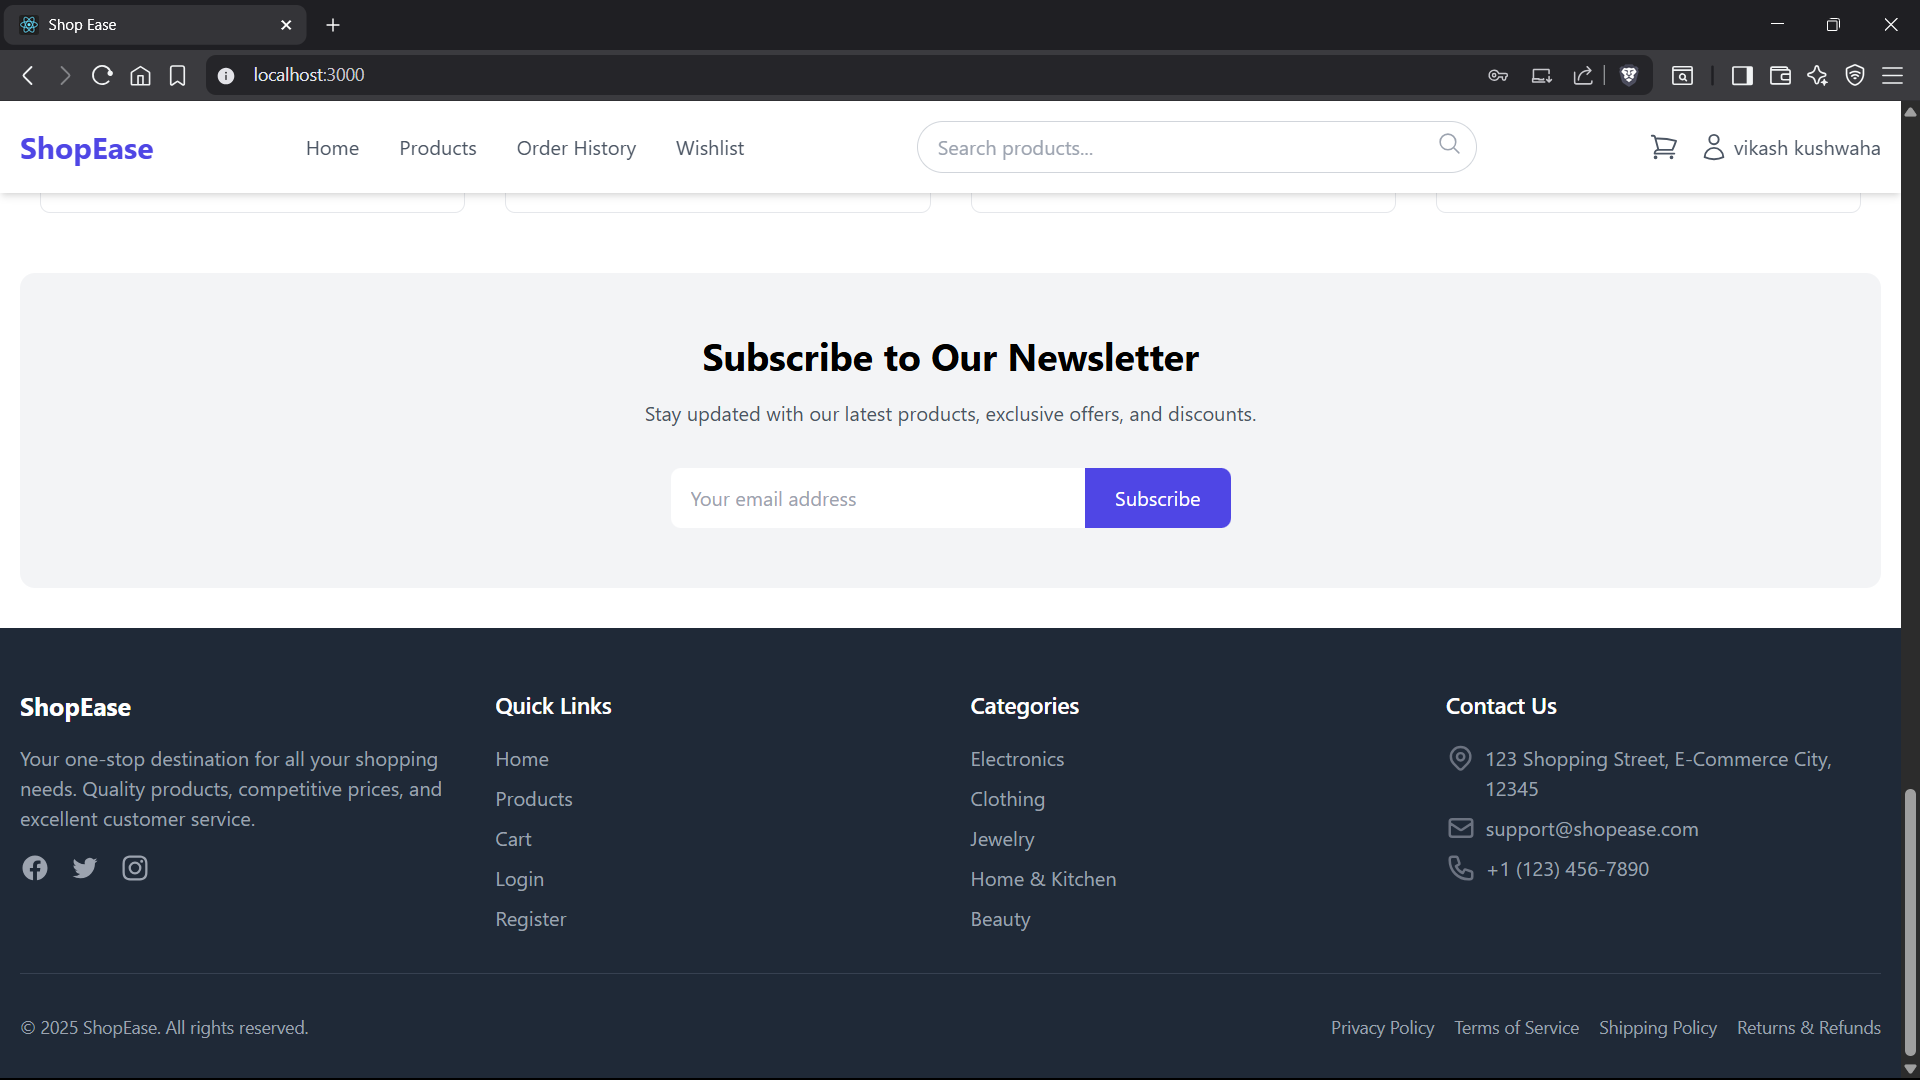 Shop Ease
localhost:3000
ShopEase
Home
Products
Order History
Wishlist
Search products...
vikash kushwaha
Subscribe to Our Newsletter
Stay updated with our latest products, exclusive offers, and discounts.
Your email address
Subscribe
ShopEase
Your one-stop destination for all your shopping
needs. Quality products, competitive prices, and
excellent customer service.
Quick Links
Home
Products
Cart
Login
Register
Categories
Electronics
Clothing
Jewelry
Home & Kitchen
Beauty
Contact Us
123 Shopping Street, E-Commerce City,
12345
support@shopease.com
+1 (123) 456-7890
© 2025 ShopEase. All rights reserved.
Privacy Policy
Terms of Service
Shipping Policy
Returns & Refunds